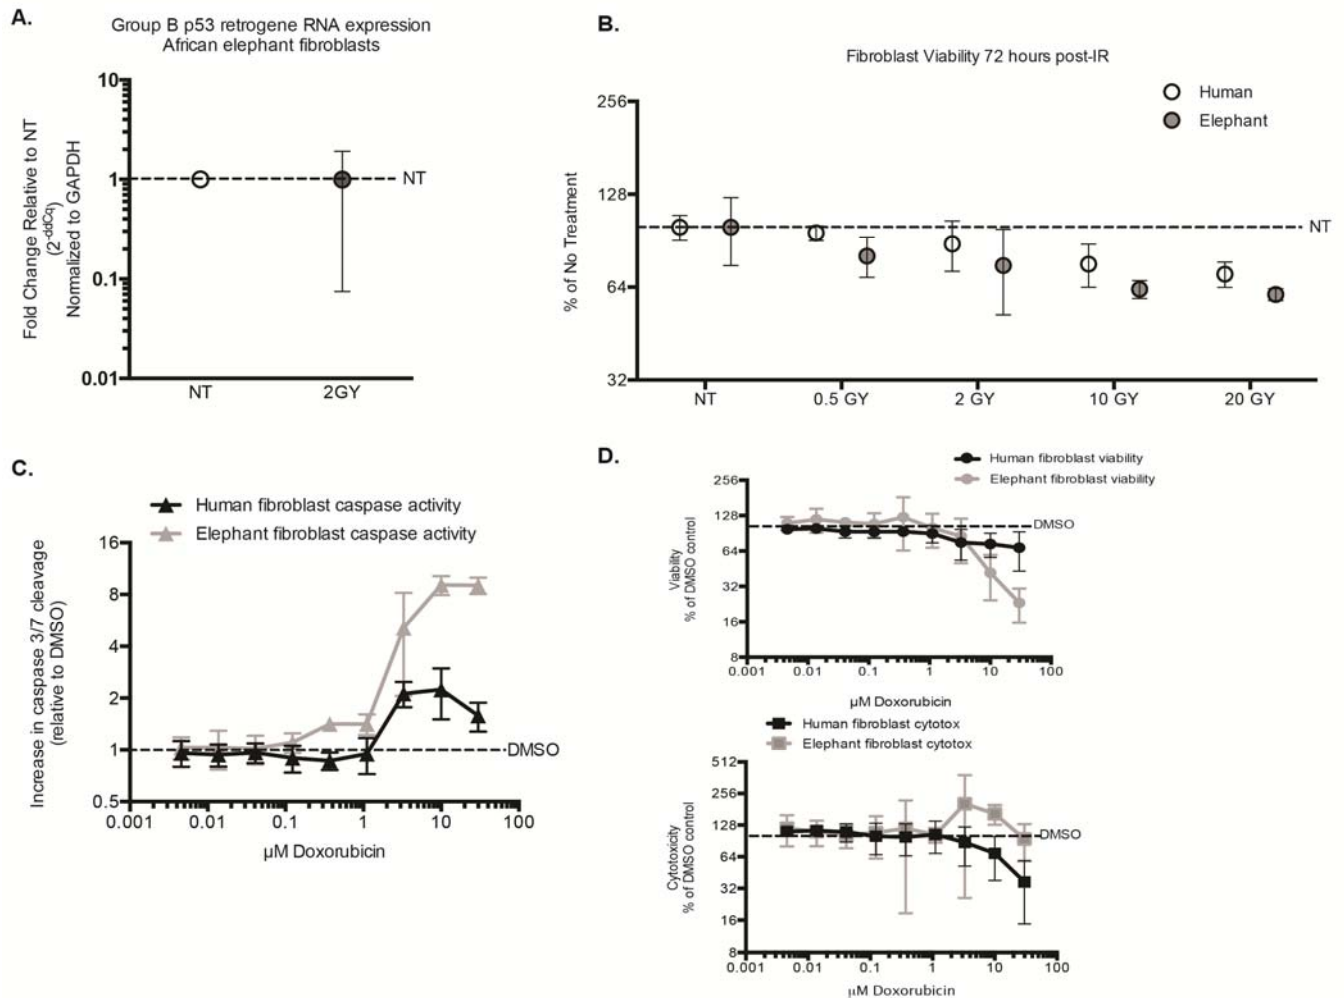 A.
Group B p53 retrogene RNA expression
African elephant fibroblasts
Fold Change Relative to NT
(2-ddCq)
Normalized to GAPDH
10
1
0.1
0.01
NT
NT
2GY
B.
Fibroblast Viability 72 hours post-IR
Human
Elephant
% of No Treatment
256
128
64
32
NT
NT
0.5 GY
2 GY
10 GY
20 GY
C.
Human fibroblast caspase activity
Elephant fibroblast caspase activity
Increase in caspase 3/7 cleavage
(relative to DMSO)
16
8
4
2
1
0.5
DMSO
0.001
0.01
0.1
1
10
100
µM Doxorubicin
D.
Human fibroblast viability
Elephant fibroblast viability
Viability
% of DMSO control
256
128
64
32
16
8
DMSO
0.001
0.01
0.1
1
10
100
µM Doxorubicin
Human fibroblast cytotox
Elephant fibroblast cytotox
Cytotoxicity
% of DMSO control
512
256
128
64
32
16
8
DMSO
0.001
0.01
0.1
1
10
100
µM Doxorubicin